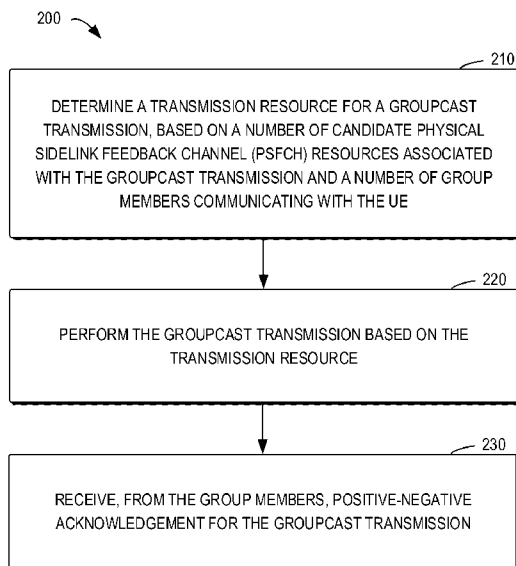 200
210
DETERMINE A TRANSMISSION RESOURCE FOR A GROUPCAST
TRANSMISSION, BASED ON A NUMBER OF CANDIDATE PHYSICAL
SIDELINK FEEDBACK CHANNEL (PSFCH) RESOURCES ASSOCIATED
WITH THE GROUPCAST TRANSMISSION AND A NUMBER OF GROUP
MEMBERS COMMUNICATING WITH THE UE
220
PERFORM THE GROUPCAST TRANSMISSION BASED ON THE
TRANSMISSION RESOURCE
230
RECEIVE, FROM THE GROUP MEMBERS, POSITIVE-NEGATIVE
ACKNOWLEDGEMENT FOR THE GROUPCAST TRANSMISSION